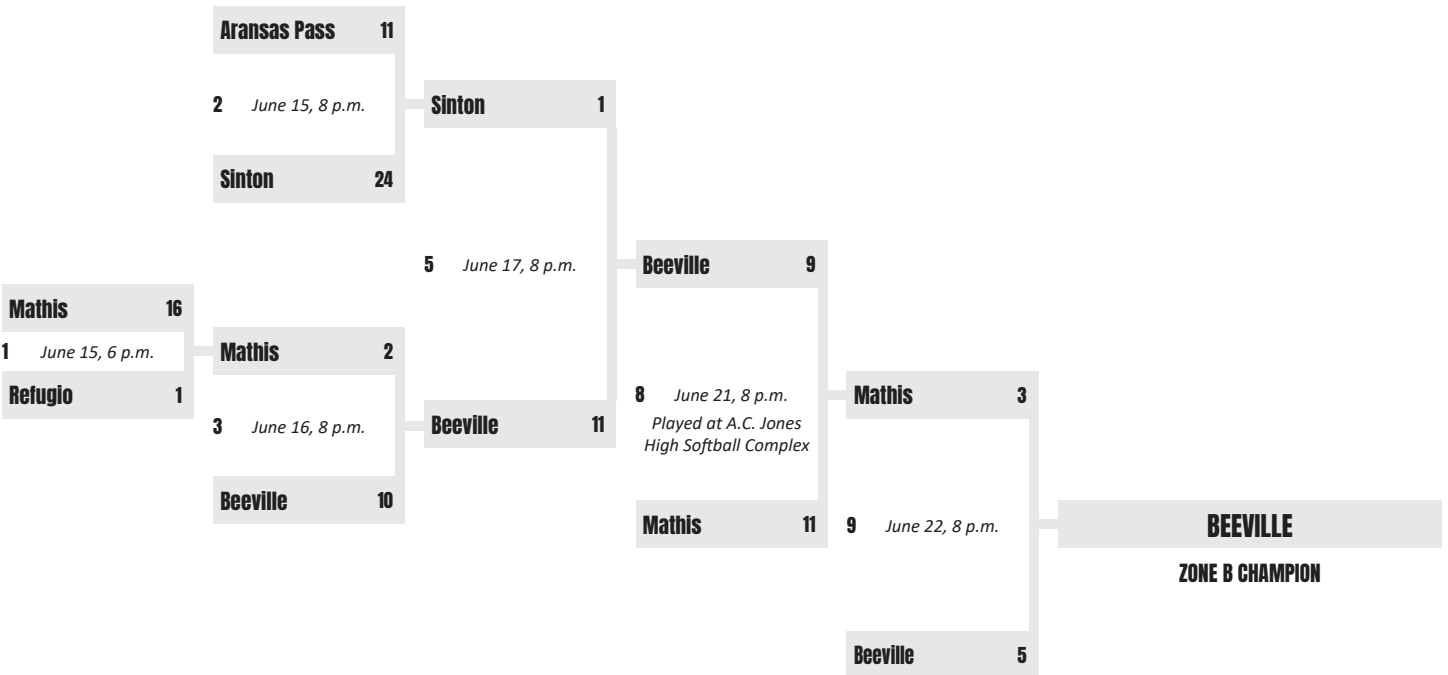 Aransas Pass 11
2 June 15, 8 p.m.
Sinton 24
Mathis 16
1 June 15, 6 p.m.
Refugio 1
Sinton 1
5 June 17, 8 p.m.
Mathis 2
3 June 16, 8 p.m.
Beeville 10
Beeville 11
Beeville 9
8 June 21, 8 p.m.
Played at A.C. Jones
High Softball Complex
Mathis 11
Mathis 3
9 June 22, 8 p.m.
Beeville 5
BEEVILLE
ZONE B CHAMPION